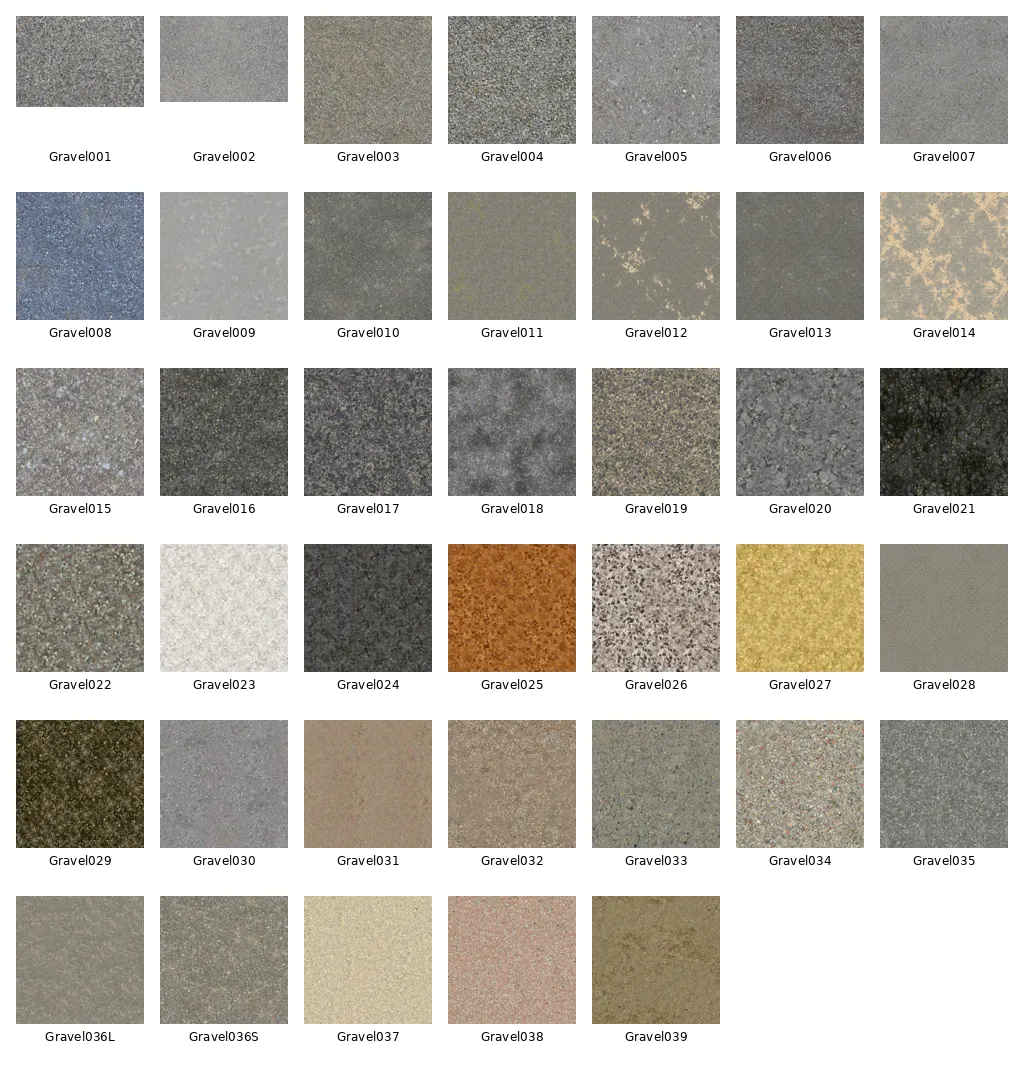 Gravel001 Gravel002 Gravel003 Gravel004 Gravel005 Gravel006 Gravel007
Gravel008 Gravel009 Gravel010 Gravel011 Gravel012 Gravel013 Gravel014
Gravel015 Gravel016 Gravel017 Gravel018 Gravel019 Gravel020 Gravel021
Gravel022 Gravel023 Gravel024 Gravel025 Gravel026 Gravel027 Gravel028
Gravel029 Gravel030 Gravel031 Gravel032 Gravel033 Gravel034 Gravel035
Gravel036L Gravel036S Gravel037 Gravel038 Gravel039